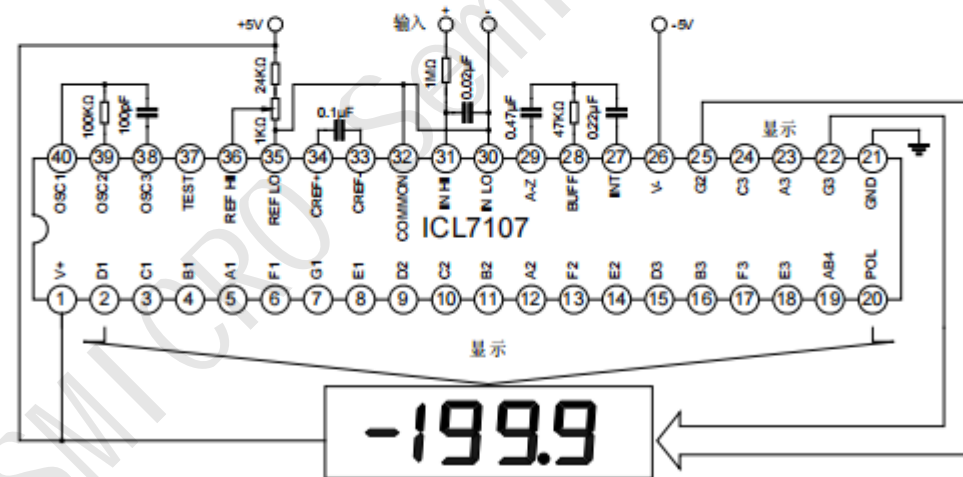 +5V 输入 + - -5V
24KΩ 1MΩ 0.02μF
100KΩ 100pF 1KΩ 0.1μF 0.47μF 47KΩ 0.22μF 显示
40 39 38 37 36 35 34 33 32 31 30 29 28 27 26 25 24 23 22 21
OSC1 OSC2 OSC3 TEST REF HI REF LO CREF+ CREF- COMMON IN HI IN LO A-Z BUFF INT V- G2 C3 A3 G3 GND
ICL7107
V+ D1 C1 B1 A1 F1 G1 E1 D2 C2 B2 A2 F2 E2 D3 B3 F3 E3 AB4 POL
1 2 3 4 5 6 7 8 9 10 11 12 13 14 15 16 17 18 19 20
显示
-199.9
SMI CRO Sem